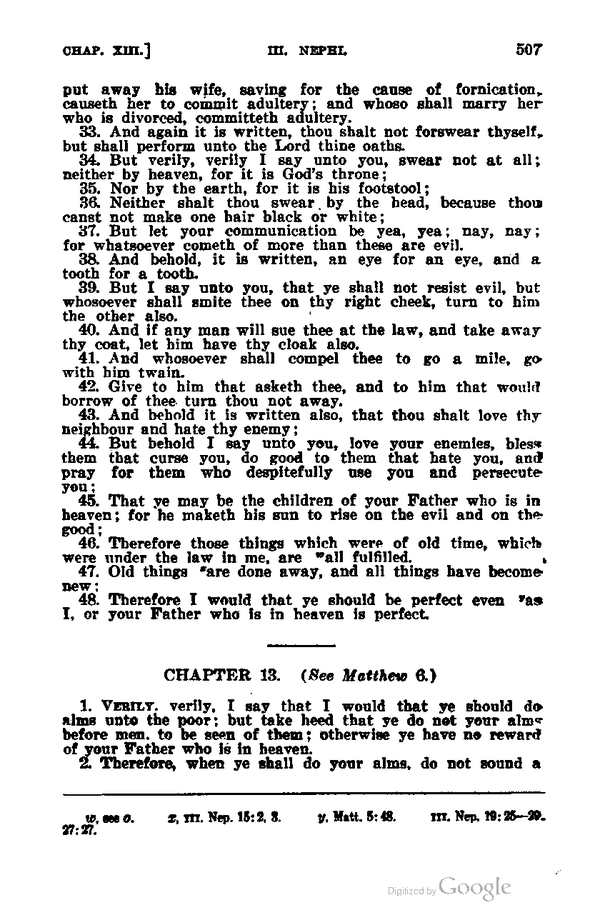 CHAP. XIII.] III. NEPHI. 507
put away his wife, saving for the cause of fornication,
causeth her to commit adultery; and whoso shall marry her
who is divorced, committeth adultery.
33. And again it is written, thou shalt not forswear thyself,
but shall perform unto the Lord thine oaths.
34. But verily, verily I say unto you, swear not at all;
neither by heaven, for it is God's throne;
35. Nor by the earth, for it is his footstool;
36. Neither shalt thou swear by the head, because thou
canst not make one hair black or white;
37. But let your communication be yea, yea; nay, nay;
for whatsoever cometh of more than these are evil.
38. And behold, it is written, an eye for an eye, and a
tooth for a tooth.
39. But I say unto you, that ye shall not resist evil, but
whosoever shall smite thee on thy right cheek, turn to him
the other also.
40. And if any man will sue thee at the law, and take away
thy coat, let him have thy cloak also.
41. And whosoever shall compel thee to go a mile, go
with him twain.
42. Give to him that asketh thee, and to him that would
borrow of thee turn thou not away.
43. And behold it is written also, that thou shalt love thy
neighbour and hate thy enemy;
44. But behold I say unto you, love your enemies, bless
them that curse you, do good to them that hate you, and
pray for them who despitefully use you and persecute
you;
45. That ye may be the children of your Father who is in
heaven; for he maketh his sun to rise on the evil and on the
good;
46. Therefore those things which were of old time, which
were under the law in me, are ʷall fulfilled.
47. Old things ˣare done away, and all things have become
new;
48. Therefore I would that ye should be perfect even ʸas
I, or your Father who is in heaven is perfect.
CHAPTER 13. (See Matthew 6.)
1. VERILY. verily, I say that I would that ye should do
alms unto the poor; but take heed that ye do not your alms
before men. to be seen of them; otherwise ye have no reward
of your Father who is in heaven.
2. Therefore, when ye shall do your alms, do not sound a
w, see o. x, III. Nep. 15:2, 3. y. Matt. 5:48. III. Nep. 19:25—29.
27:27.
Digitized by Google